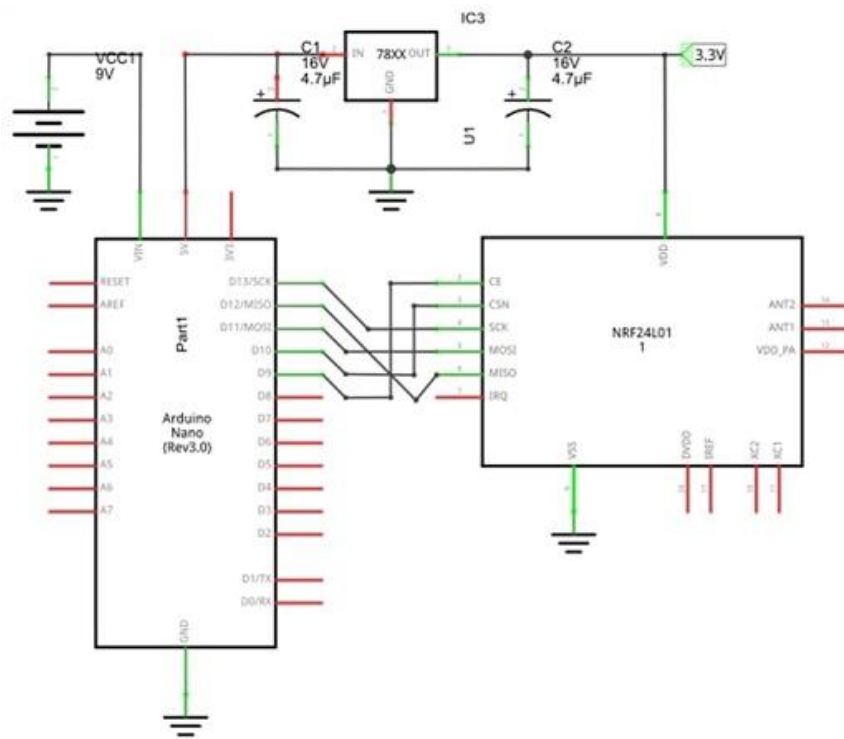 IC3
VCC1
9V
C1
16V
4.7µF
IN
78XX
OUT
GND
C2
16V
4.7µF
3.3V
U1
VIN
5V
3V3
VDD
RESET
AREF
A0
A1
A2
A3
A4
A5
A6
A7
Part1
Arduino
Nano
(Rev3.0)
D13/SCK
D12/MISO
D11/MOSI
D10
D9
D8
D7
D6
D5
D4
D3
D2
D1/TX
D0/RX
GND
CE
CSN
SCK
MOSI
MISO
IRQ
NRF24L01
1
ANT2
ANT1
VDD_PA
VSS
DVDD
IREF
XC2
XC1